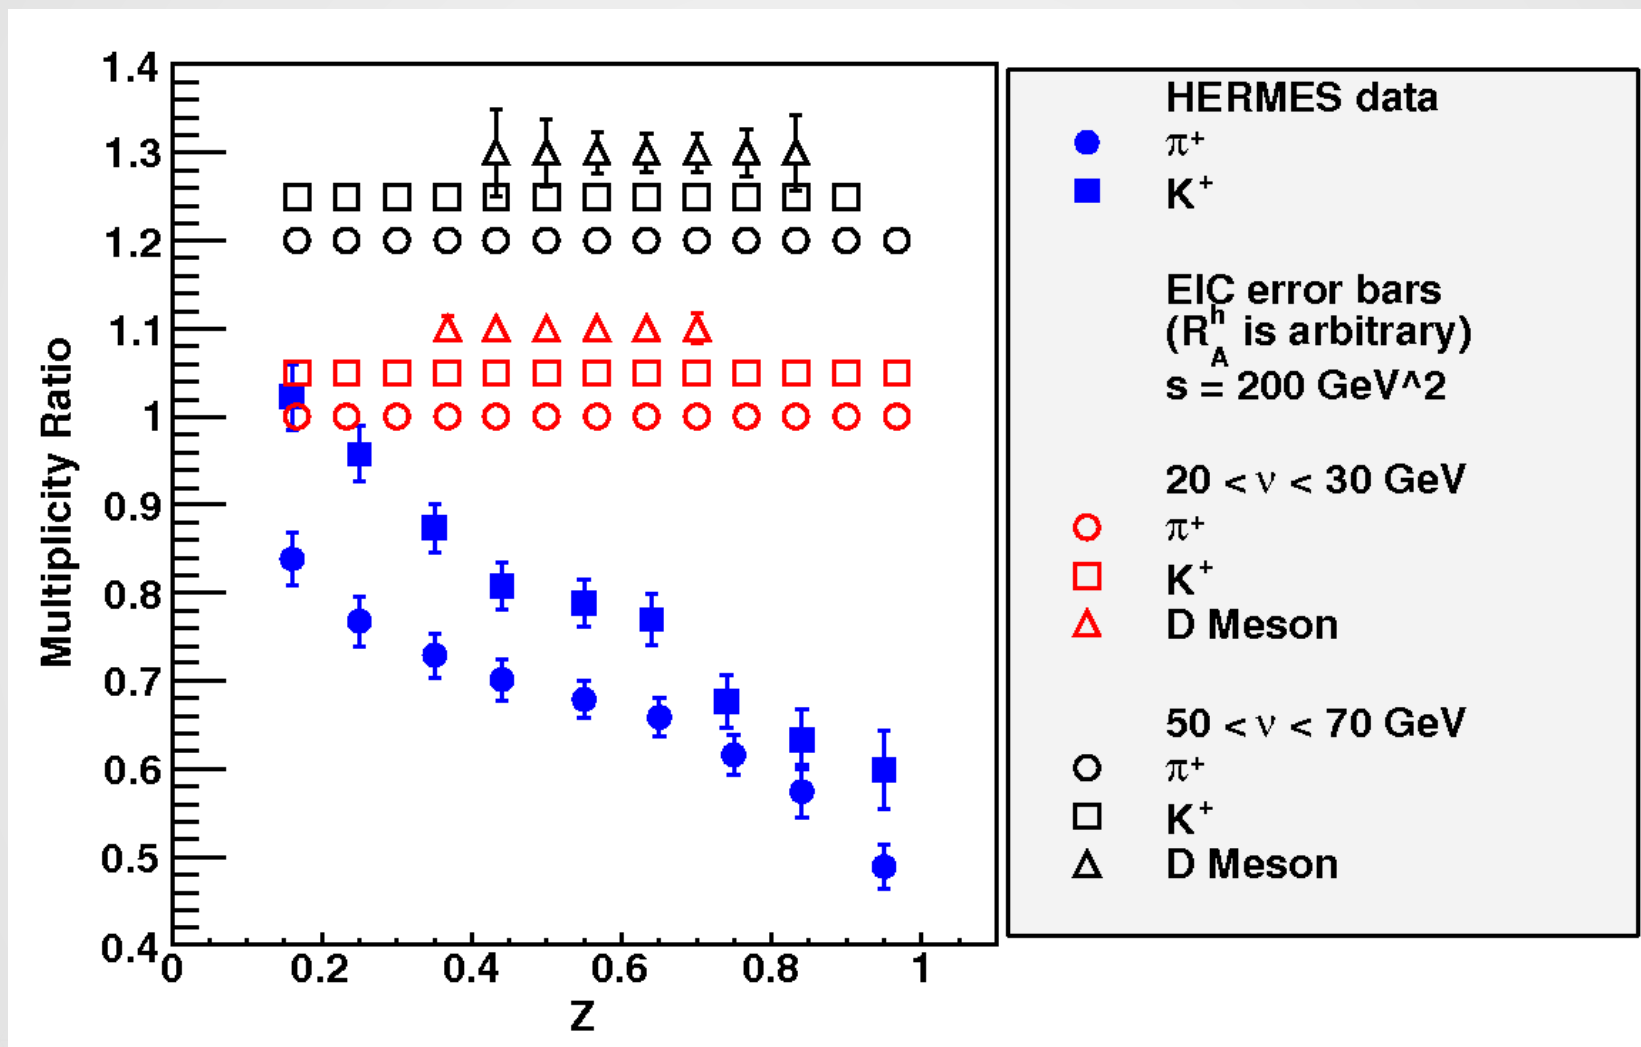 1.4
1.3
1.2
1.1
1
0.9
0.8
0.7
0.6
0.5
0.4
0 0.2 0.4 0.6 0.8 1
Multiplicity Ratio
Z
HERMES data
π+
K+
EIC error bars
(R^h_A is arbitrary)
s = 200 GeV^2
20 < ν < 30 GeV
π+
K+
D Meson
50 < ν < 70 GeV
π+
K+
D Meson